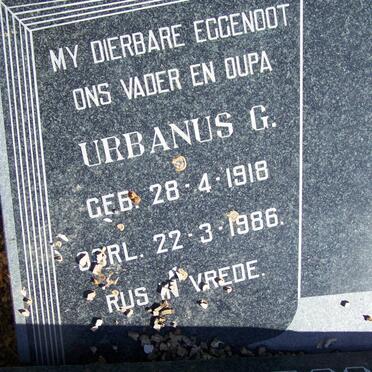 MY DIERBARE EGGENOOT
ONS VADER EN OUPA
URBANUS G.
GEB. 28-4-1918
OORL. 22-3-1986.
RUS IN VREDE.